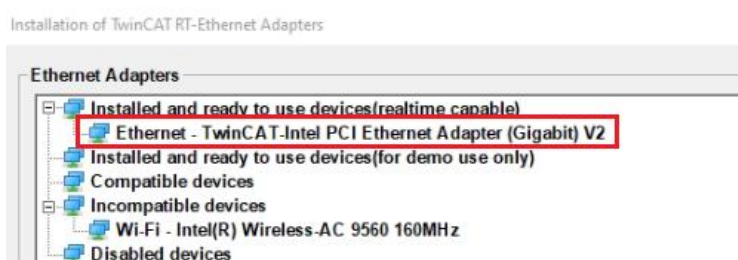 Installation of TwinCAT RT-Ethernet Adapters
Ethernet Adapters
Installed and ready to use devices(realtime capable)
Ethernet - TwinCAT-Intel PCI Ethernet Adapter (Gigabit) V2
Installed and ready to use devices(for demo use only)
Compatible devices
Incompatible devices
Wi-Fi - Intel(R) Wireless-AC 9560 160MHz
Disabled devices